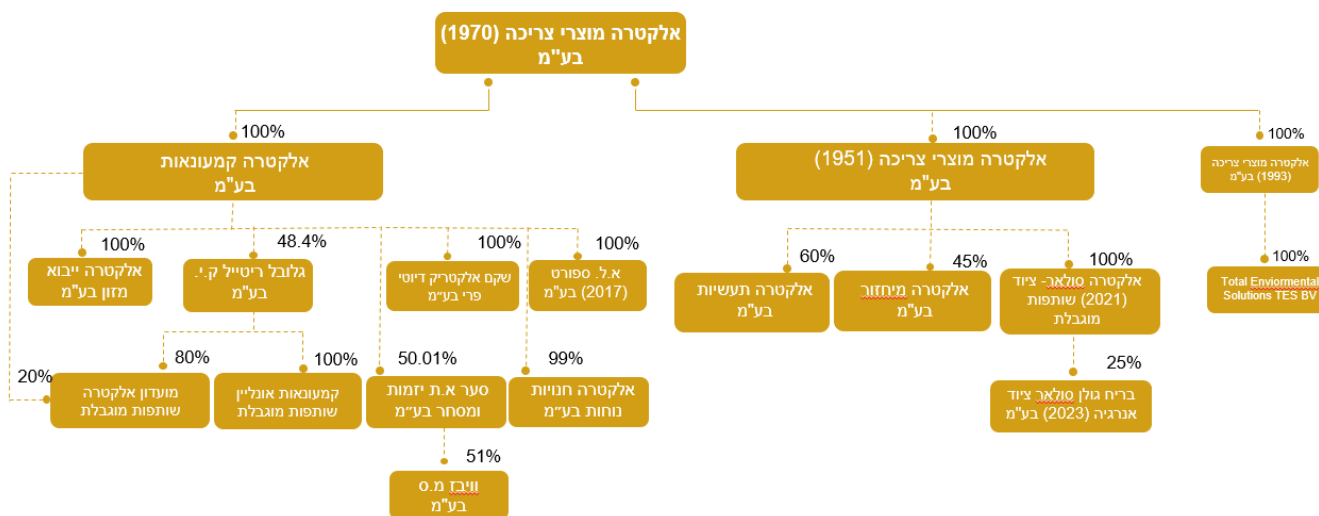 אלקטרה מוצרי צריכה (1970)
בע"מ
100%
אלקטרה קמעונאות
בע"מ
100%
אלקטרה מוצרי צריכה (1951)
בע"מ
100%
אלקטרה מוצרי צריכה
(1993) בע"מ
100%
אלקטרה ייבוא
מזון בע"מ
48.4%
גלובל ריטייל ק.י.
בע"מ
100%
שקם אלקטריק דיוטי
פרי בע״מ
100%
א.ל. ספורט
(2017) בע"מ
60%
אלקטרה תעשיות
בע"מ
45%
אלקטרה מיחזור
בע"מ
100%
אלקטרה סולאר- ציוד
(2021) שותפות
מוגבלת
100%
Total Enviormental
Solutions TES BV
20%
80%
מועדון אלקטרה
שותפות מוגבלת
100%
קמעונאות אונליין
שותפות מוגבלת
50.01%
סער א.ת יזמות
ומסחר בע״מ
99%
אלקטרה חנויות
נוחות בע״מ
25%
בריח גולן סולאר ציוד
אנרגיה (2023) בע"מ
51%
וויבז מ.ס
בע"מ